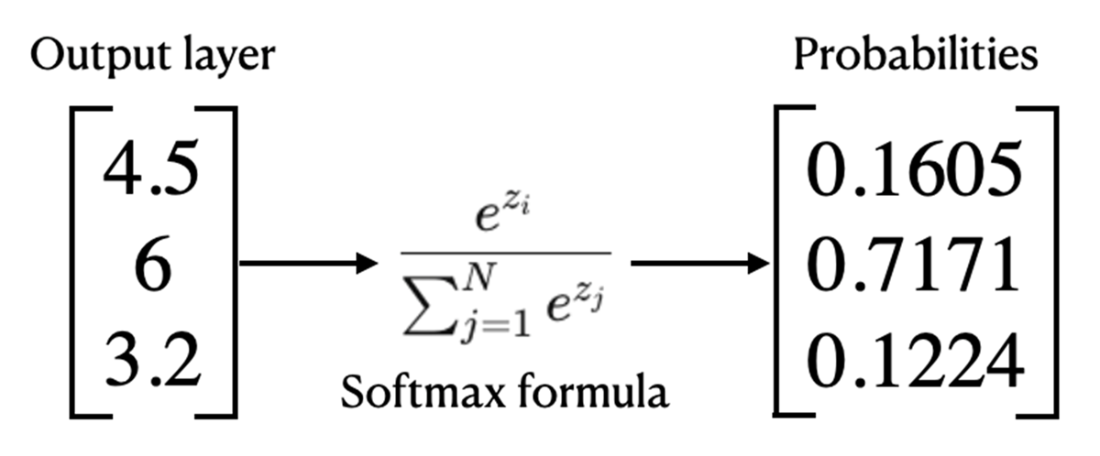 Output layer
4.5
6
3.2
e^{z_i}
∑_{j=1}^{N} e^{z_j}
Softmax formula
Probabilities
0.1605
0.7171
0.1224